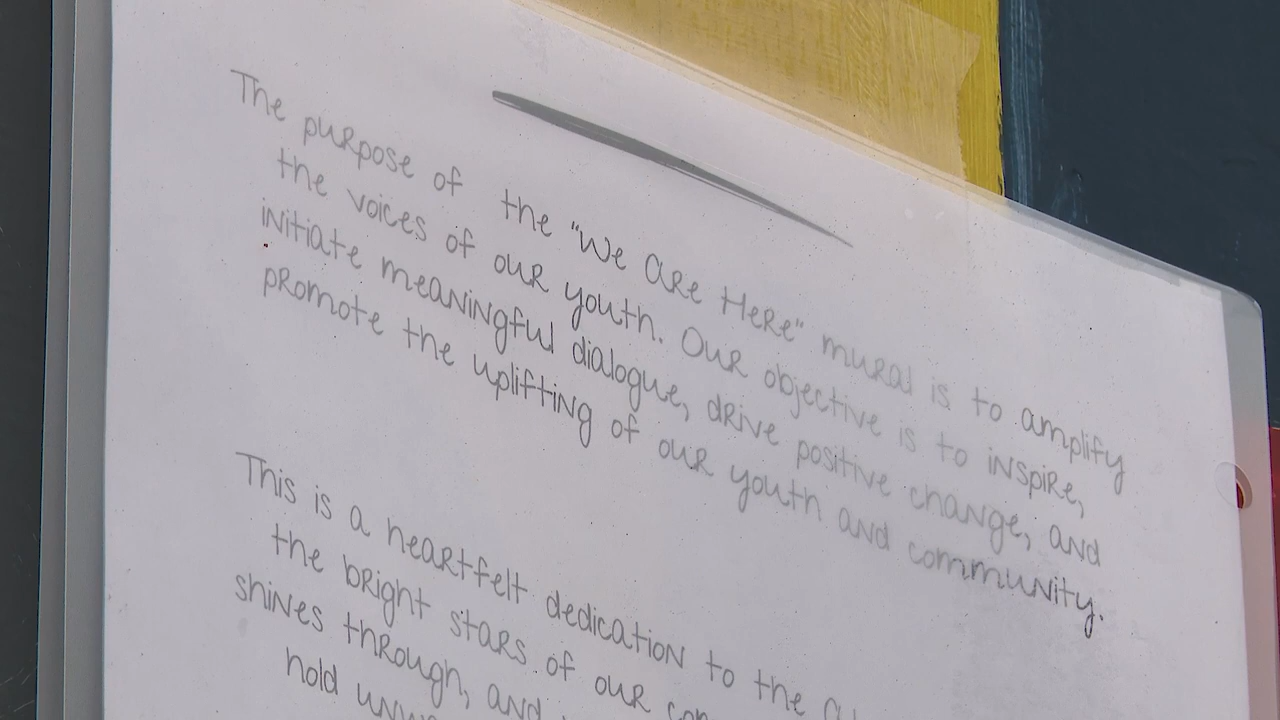 The purpose of the "We Are Here" mural is to amplify
the voices of our youth. Our objective is to inspire,
initiate meaningful dialogue, drive positive change, and
promote the uplifting of our youth and community.
This is a heartfelt dedication to the
the bright stars of our
shines through, and
hold